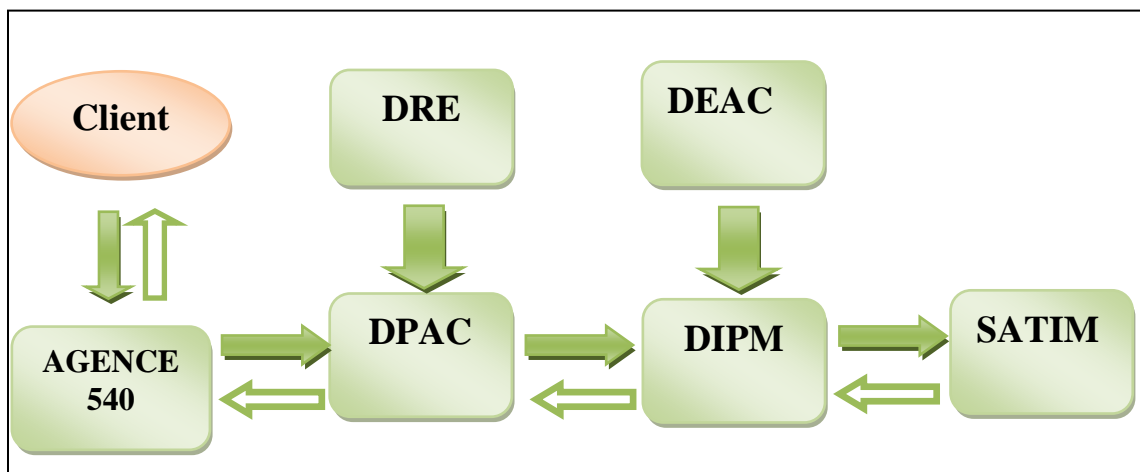 Client
DRE
DEAC
AGENCE
540
DPAC
DIPM
SATIM